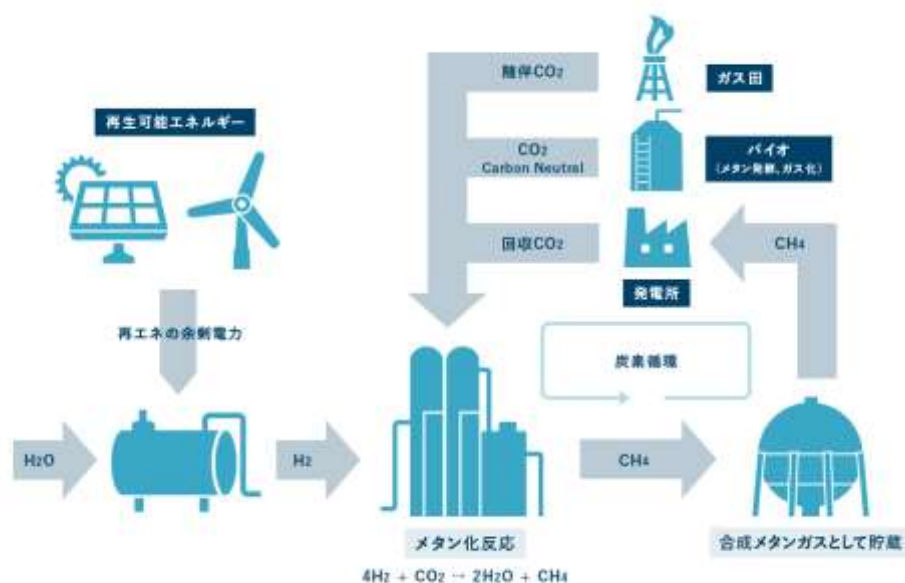 随伴CO₂
ガス田
再生可能エネルギー
CO₂
Carbon Neutral
バイオ
(メタン発酵、ガス化)
回収CO₂
CH₄
発電所
再エネの余剰電力
炭素循環
H₂O
H₂
CH₄
メタン化反応
合成メタンガスとして貯蔵
4H₂ + CO₂ → 2H₂O + CH₄